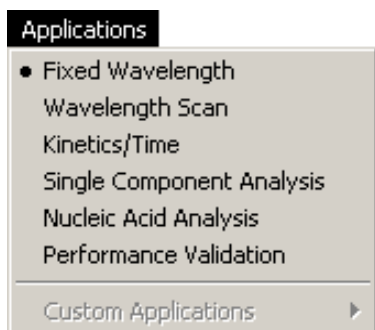 Applications
Fixed Wavelength
Wavelength Scan
Kinetics/Time
Single Component Analysis
Nucleic Acid Analysis
Performance Validation
Custom Applications